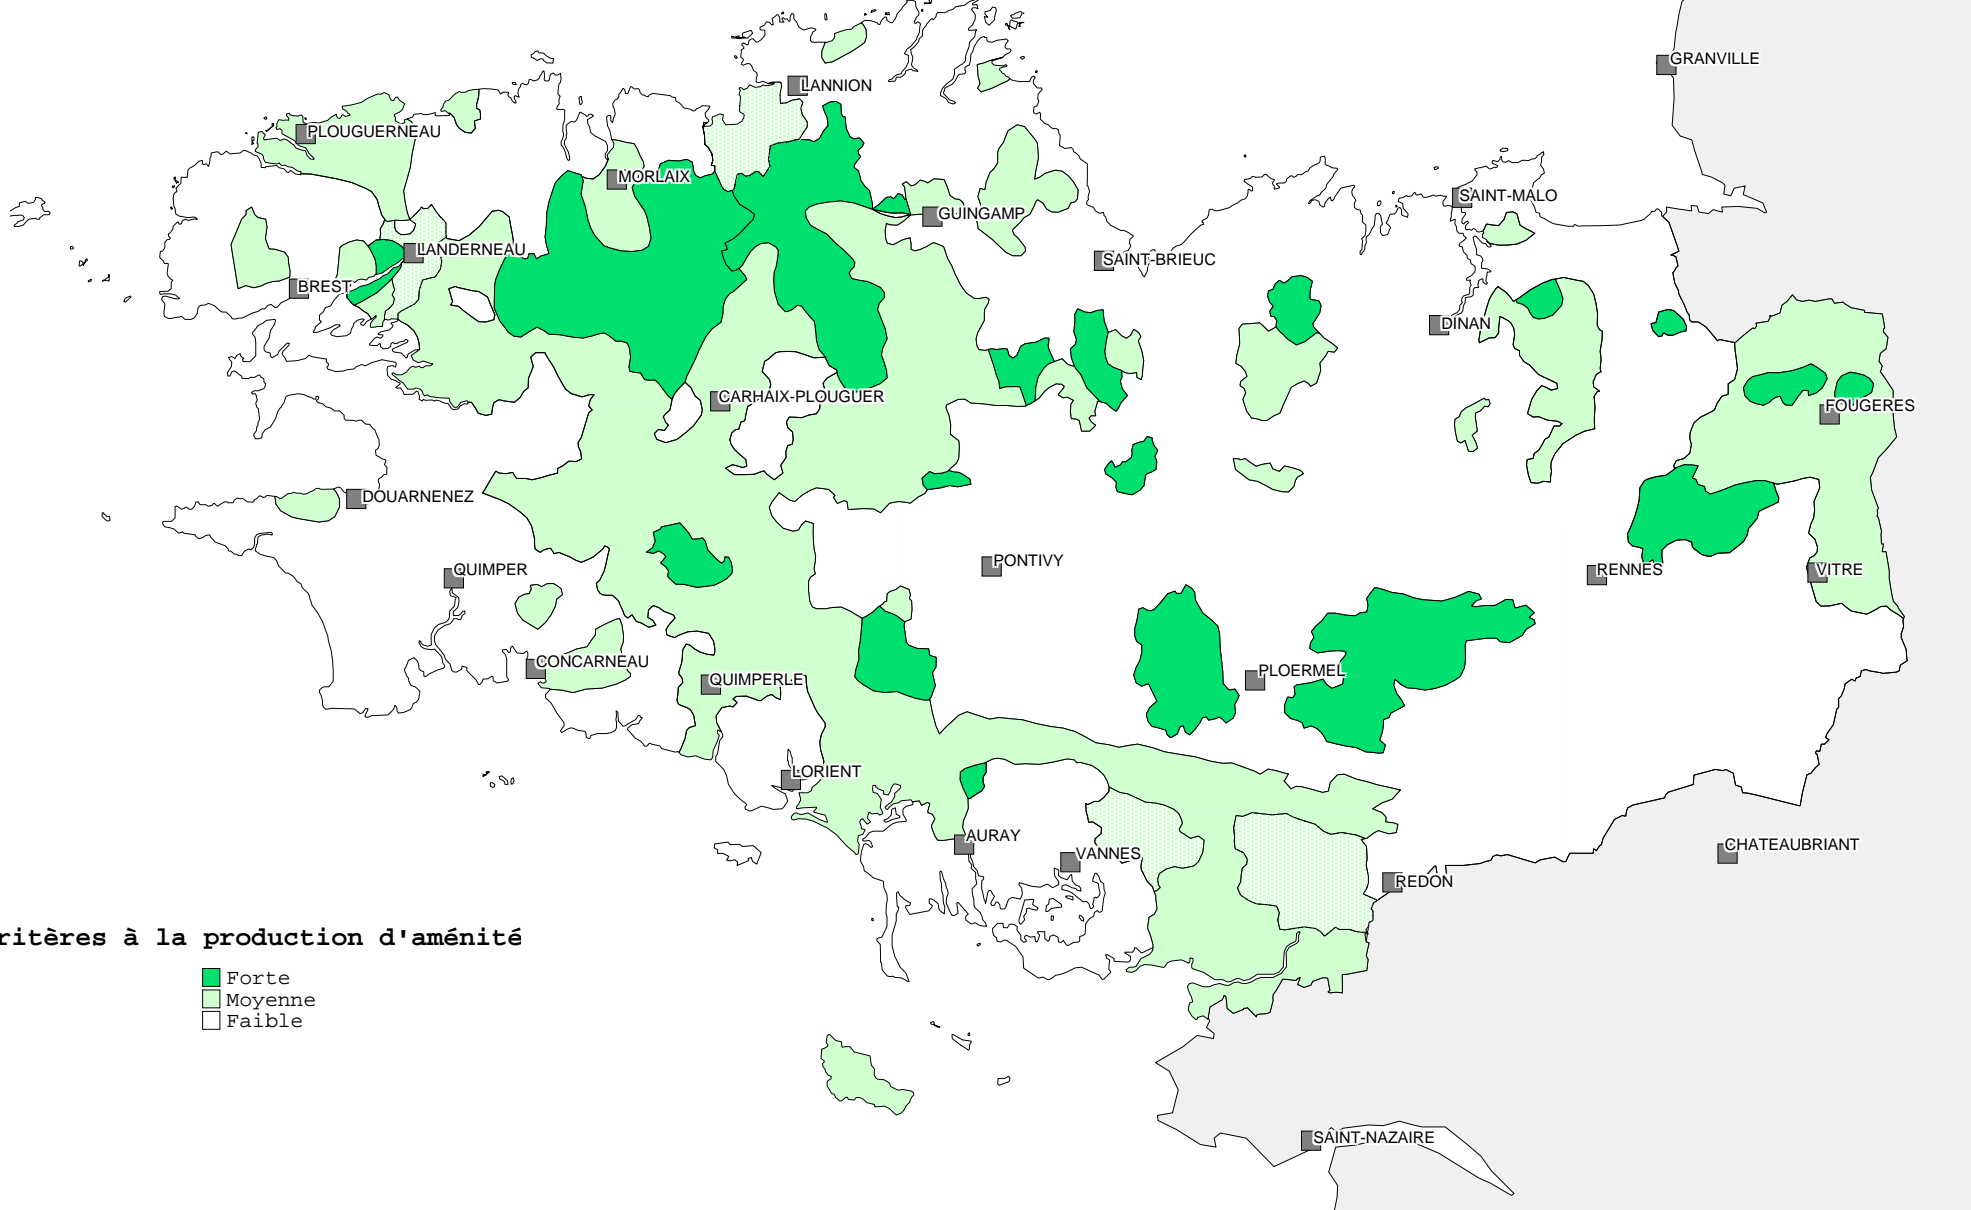 GRANVILLE
LANNION
PLOUGUERNEAU
MORLAIX
SAINT-MALO
GUINGAMP
LANDERNEAU
SAINT-BRIEUC
BREST
DINAN
CARHAIX-PLOUGUER
FOUGERES
DOUARNENEZ
PONTIVY
QUIMPER
RENNES
VITRE
CONCARNEAU
PLOERMEL
QUIMPERLE
LORIENT
AURAY
CHATEAUBRIANT
VANNES
REDON
ritères à la production d'aménité
Forte
Moyenne
Faible
SAINT-NAZAIRE